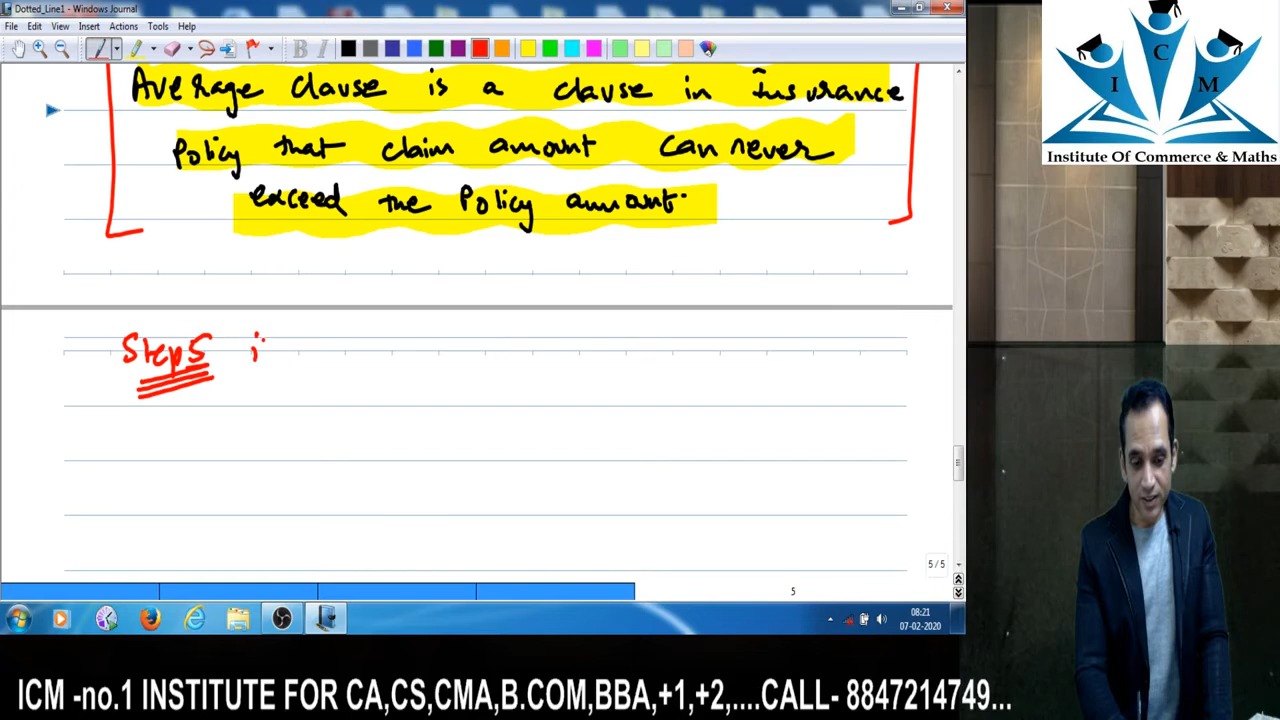 Dotted_Line1 - Windows Journal
File Edit View Insert Actions Tools Help
B I
Average clause is a clause in Insurance
Policy that claim amount can never
exceed the Policy amount.
Step 5 :
5 / 5
5
08:21
07-02-2020
I C M
Institute Of Commerce & Maths
ICM -no.1 INSTITUTE FOR CA,CS,CMA,B.COM,BBA,+1,+2,....CALL- 8847214749...